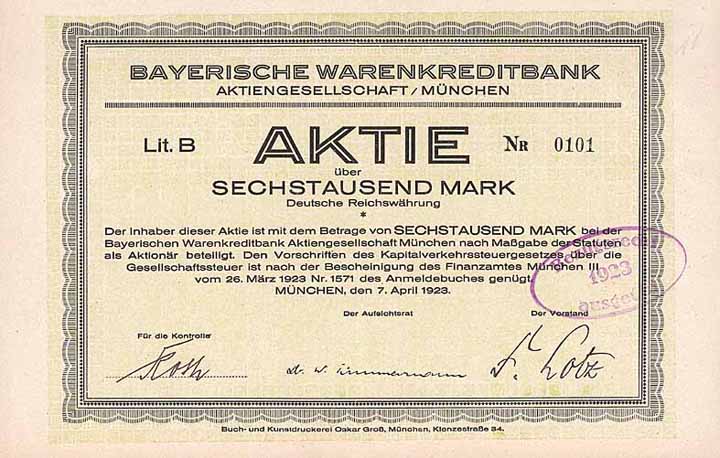 BAYERISCHE WARENKREDITBANK
AKTIENGESELLSCHAFT / MÜNCHEN
Lit. B AKTIE NR 0101
über
SECHSTAUSEND MARK
Deutsche Reichswährung
*
Der Inhaber dieser Aktie ist mit dem Betrage von SECHSTAUSEND MARK bei der
Bayerischen Warenkreditbank Aktiengesellschaft München nach Maßgabe der Statuten
als Aktionär beteiligt. Den Vorschriften des Kapitalverkehrssteuergesetzes über die
Gesellschaftssteuer ist nach der Bescheinigung des Finanzamtes München III
vom 26. März 1923 Nr. 1571 des Anmeldebuches genügt.
MÜNCHEN, den 7. April 1923.
1923
Für die Kontrolle Der Aufsichtsrat Der Vorstand
F. Lotz
Buch- und Kunstdruckerei Oskar Groß, München, Klenzestraße 34.